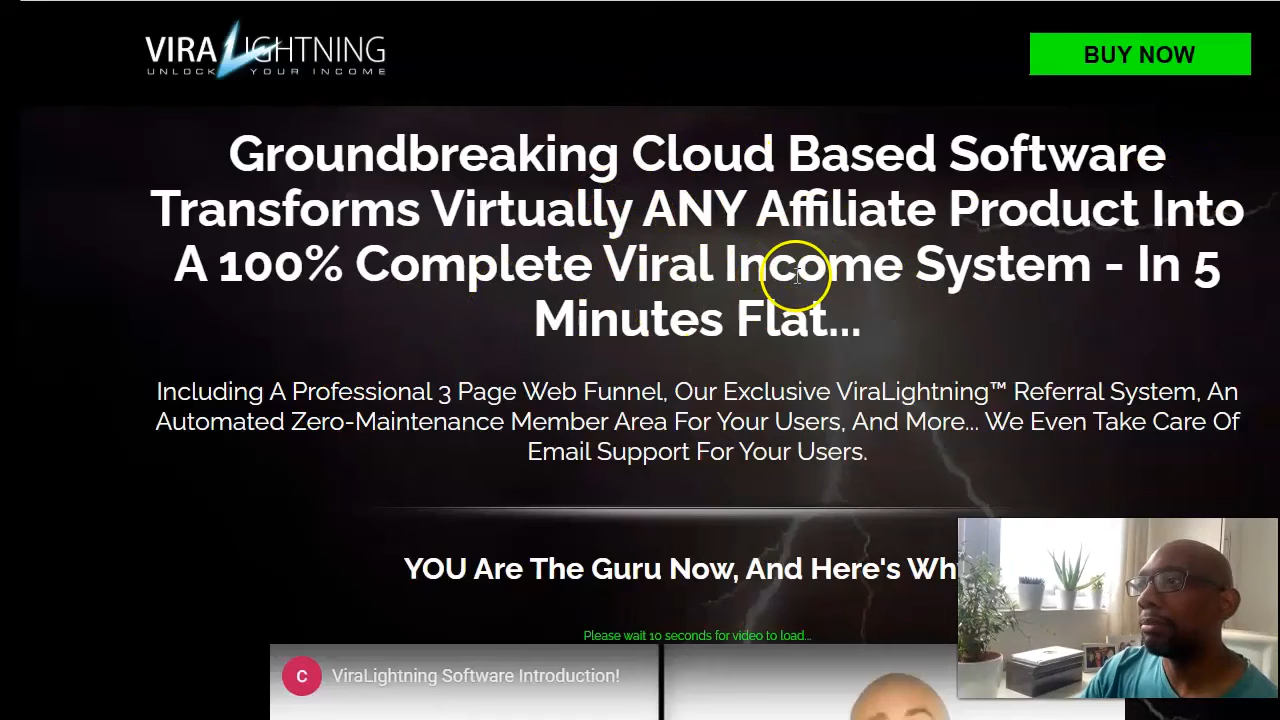 VIRALIGHTNING
UNLOCK YOUR INCOME
BUY NOW
Groundbreaking Cloud Based Software
Transforms Virtually ANY Affiliate Product Into
A 100% Complete Viral Income System - In 5
Minutes Flat...
Including A Professional 3 Page Web Funnel, Our Exclusive ViraLightning™ Referral System, An
Automated Zero-Maintenance Member Area For Your Users, And More... We Even Take Care Of
Email Support For Your Users.
YOU Are The Guru Now, And Here's Wh
Please wait 10 seconds for video to load...
C
ViraLightning Software Introduction!